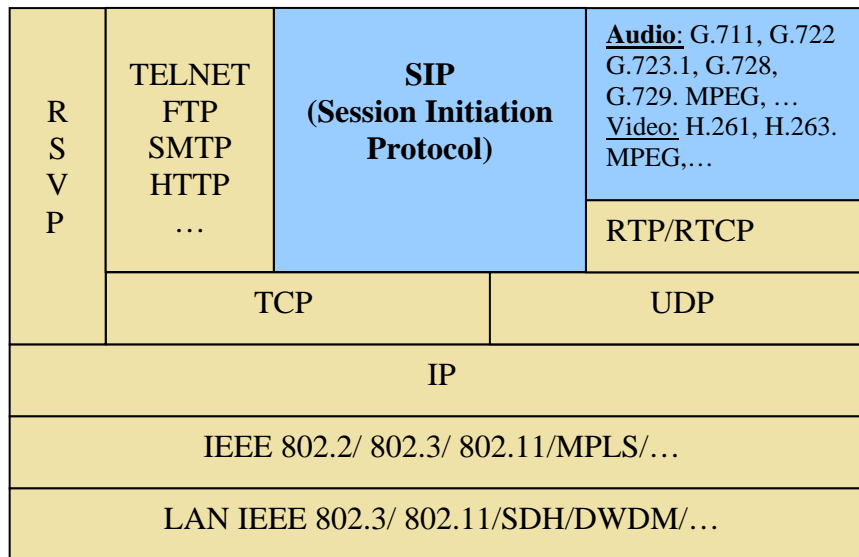 R
S
V
P
TELNET
FTP
SMTP
HTTP
…
SIP
(Session Initiation
Protocol)
Audio: G.711, G.722
G.723.1, G.728,
G.729. MPEG, …
Video: H.261, H.263.
MPEG,…
RTP/RTCP
TCP
UDP
IP
IEEE 802.2/ 802.3/ 802.11/MPLS/…
LAN IEEE 802.3/ 802.11/SDH/DWDM/…